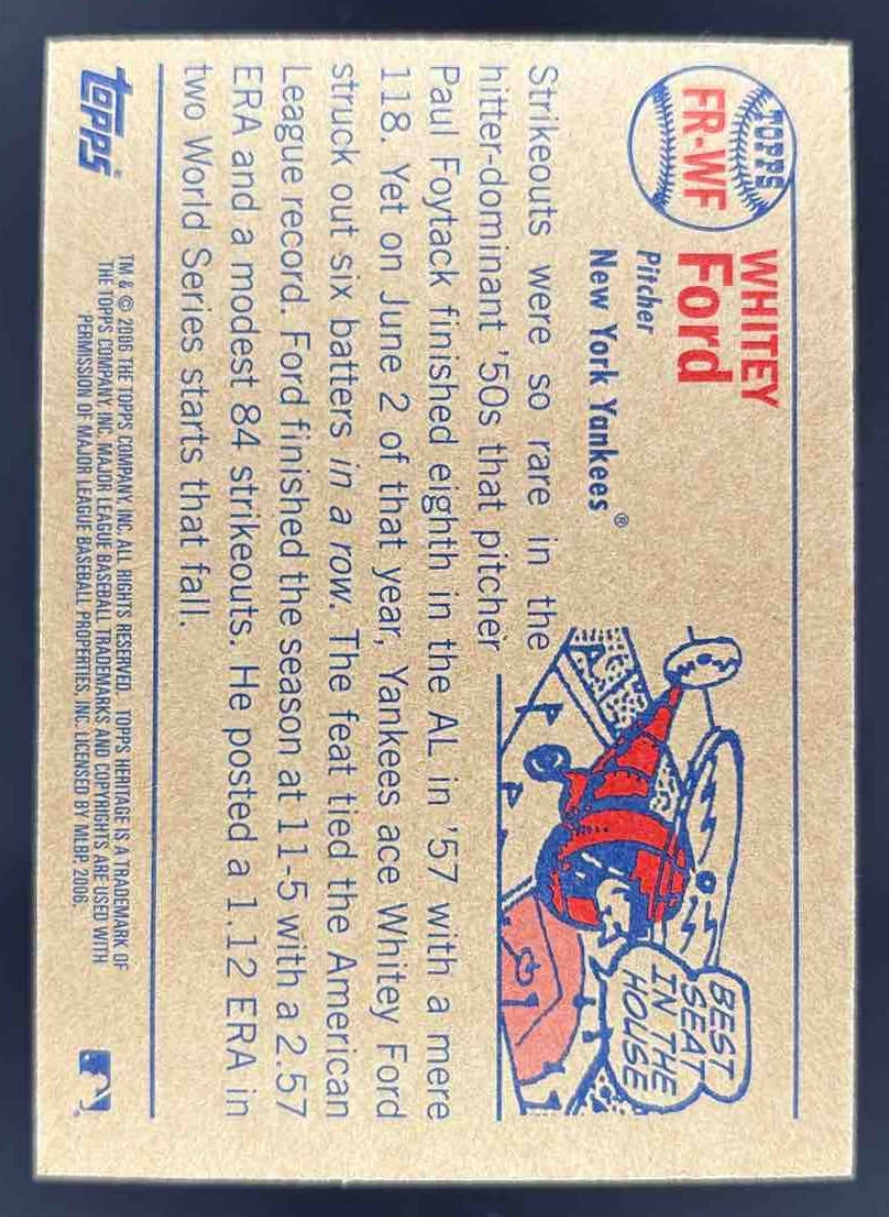 TOPPS
FR-WF
WHITEY
Ford
Pitcher
New York Yankees®
BEST
SEAT
IN THE
HOUSE
Strikeouts were so rare in the
hitter-dominant '50s that pitcher
Paul Foytack finished eighth in the AL in '57 with a mere
118. Yet on June 2 of that year, Yankees ace Whitey Ford
struck out six batters in a row. The feat tied the American
League record. Ford finished the season at 11-5 with a 2.57
ERA and a modest 84 strikeouts. He posted a 1.12 ERA in
two World Series starts that fall.
topps
TM & © 2006 THE TOPPS COMPANY, INC. ALL RIGHTS RESERVED. TOPPS HERITAGE IS A TRADEMARK OF
THE TOPPS COMPANY, INC. MAJOR LEAGUE BASEBALL TRADEMARKS AND COPYRIGHTS ARE USED WITH
PERMISSION OF MAJOR LEAGUE BASEBALL PROPERTIES, INC. LICENSED BY MLBP, 2006.